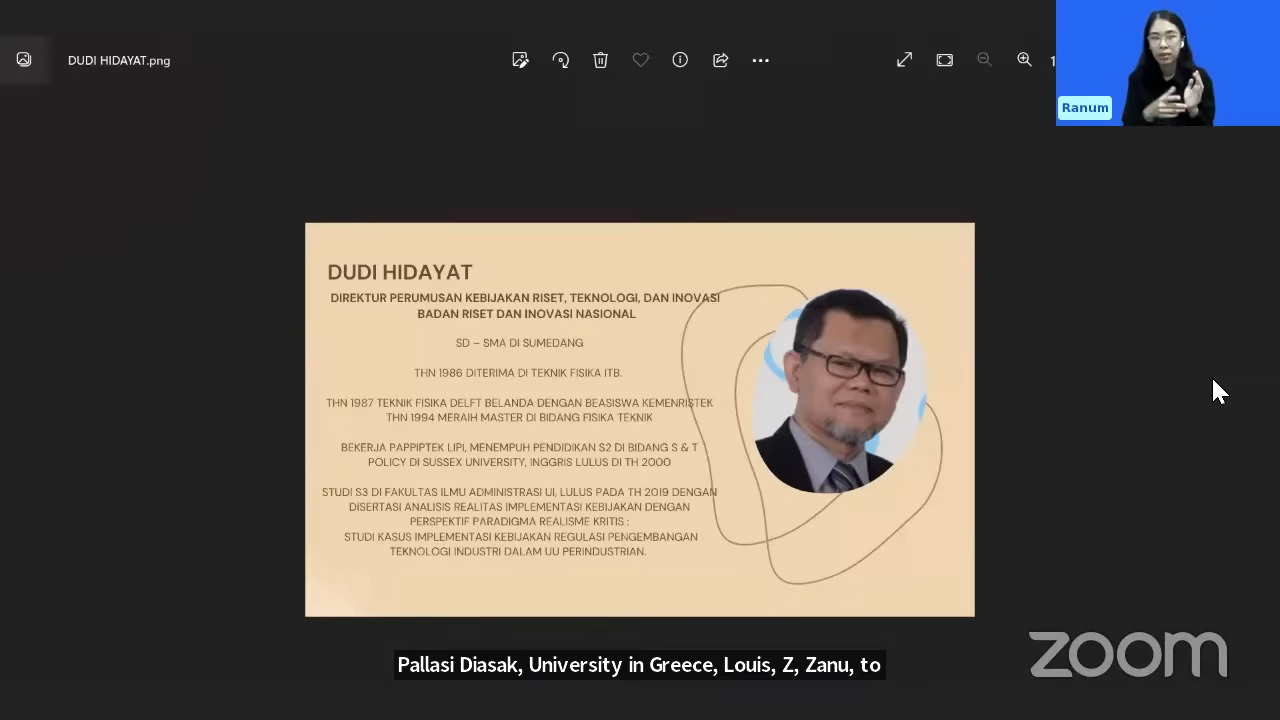 DUDI HIDAYAT.png
1
Ranum
DUDI HIDAYAT
DIREKTUR PERUMUSAN KEBIJAKAN RISET, TEKNOLOGI, DAN INOVASI
BADAN RISET DAN INOVASI NASIONAL
SD – SMA DI SUMEDANG
THN 1986 DITERIMA DI TEKNIK FISIKA ITB.
THN 1987 TEKNIK FISIKA DELFT BELANDA DENGAN BEASISWA KEMENRISTEK
THN 1994 MERAIH MASTER DI BIDANG FISIKA TEKNIK
BEKERJA PAPPIPTEK LIPI, MENEMPUH PENDIDIKAN S2 DI BIDANG S & T
POLICY DI SUSSEX UNIVERSITY, INGGRIS LULUS DI TH 2000
STUDI S3 DI FAKULTAS ILMU ADMINISTRASI UI, LULUS PADA TH 2019 DENGAN
DISERTASI ANALISIS REALITAS IMPLEMENTASI KEBIJAKAN DENGAN
PERSPEKTIF PARADIGMA REALISME KRITIS :
STUDI KASUS IMPLEMENTASI KEBIJAKAN REGULASI PENGEMBANGAN
TEKNOLOGI INDUSTRI DALAM UU PERINDUSTRIAN.
Pallasi Diasak, University in Greece, Louis, Z, Zanu, to
zoom